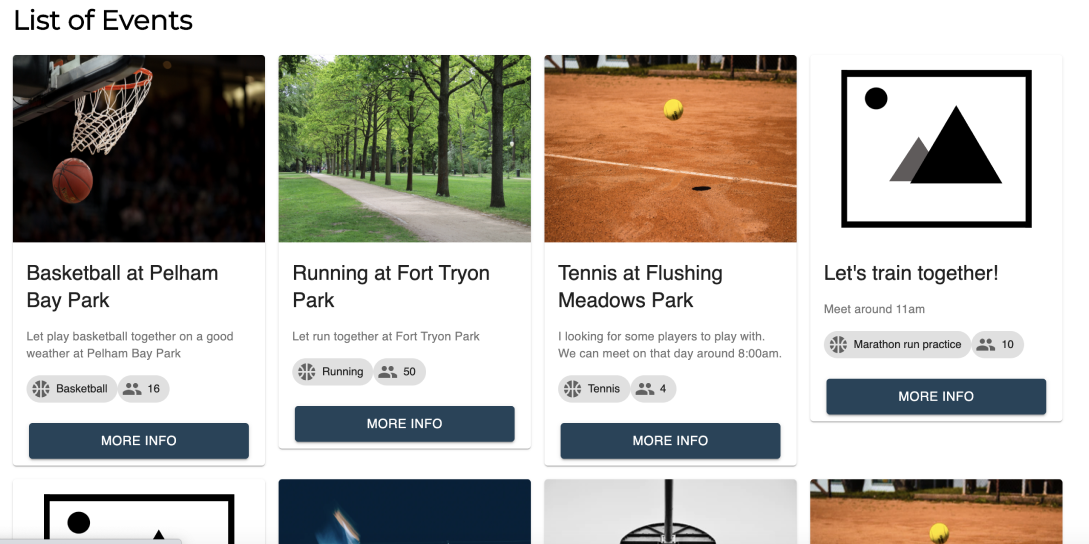 List of Events
Basketball at Pelham
Bay Park
Let play basketball together on a good
weather at Pelham Bay Park
Basketball
16
MORE INFO
Running at Fort Tryon
Park
Let run together at Fort Tryon Park
Running
50
MORE INFO
Tennis at Flushing
Meadows Park
I looking for some players to play with.
We can meet on that day around 8:00am.
Tennis
4
MORE INFO
Let's train together!
Meet around 11am
Marathon run practice
10
MORE INFO